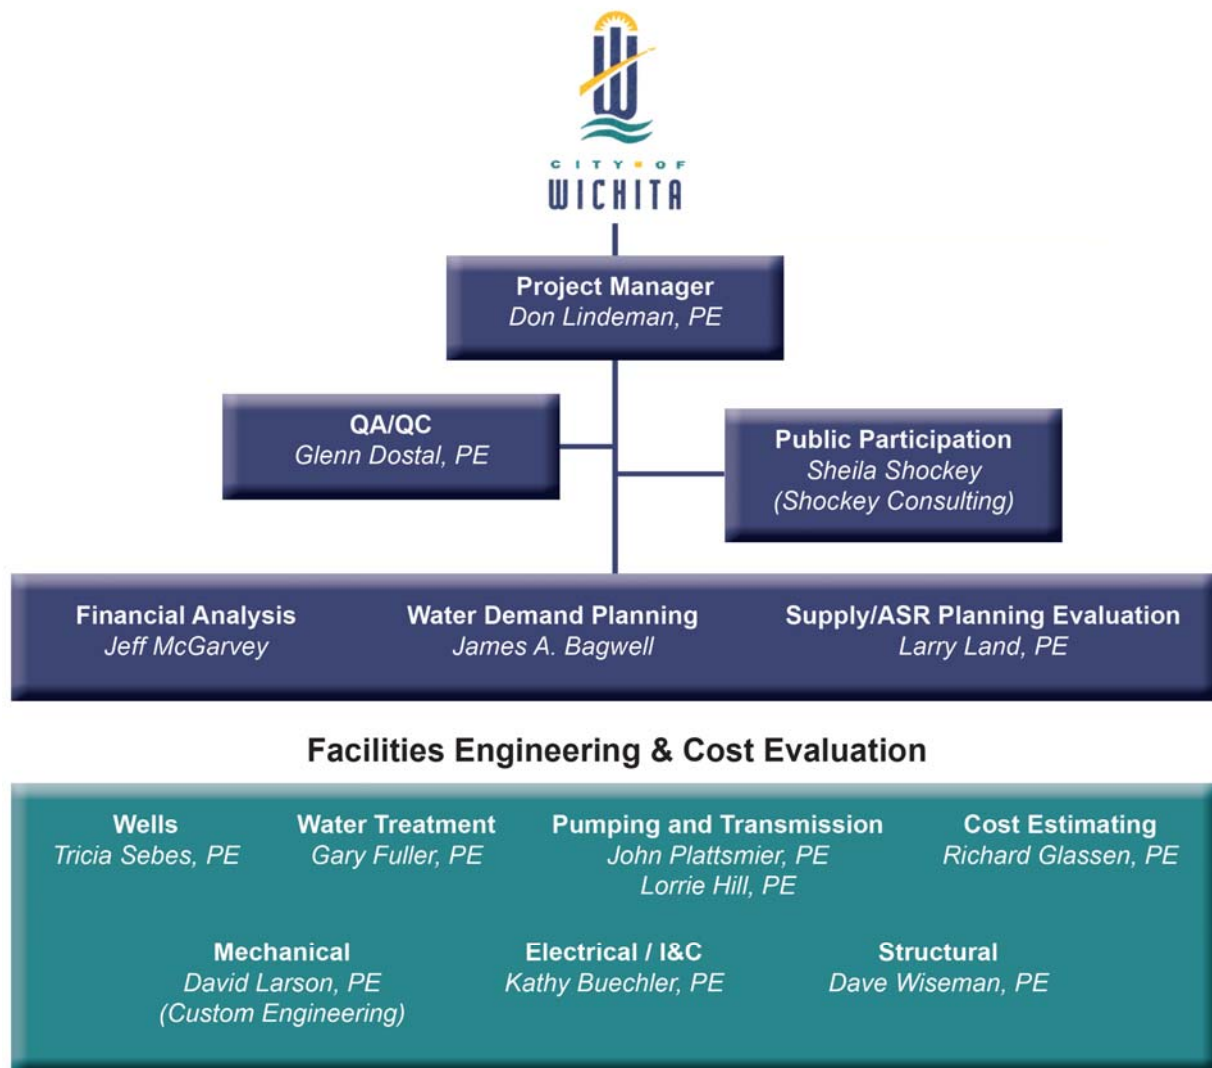 CITY OF
WICHITA
Project Manager
Don Lindeman, PE
QA/QC
Glenn Dostal, PE
Public Participation
Sheila Shockey
(Shockey Consulting)
Financial Analysis
Jeff McGarvey
Water Demand Planning
James A. Bagwell
Supply/ASR Planning Evaluation
Larry Land, PE
Facilities Engineering & Cost Evaluation
Wells
Tricia Sebes, PE
Water Treatment
Gary Fuller, PE
Pumping and Transmission
John Plattsmier, PE
Lorrie Hill, PE
Cost Estimating
Richard Glassen, PE
Mechanical
David Larson, PE
(Custom Engineering)
Electrical / I&C
Kathy Buechler, PE
Structural
Dave Wiseman, PE